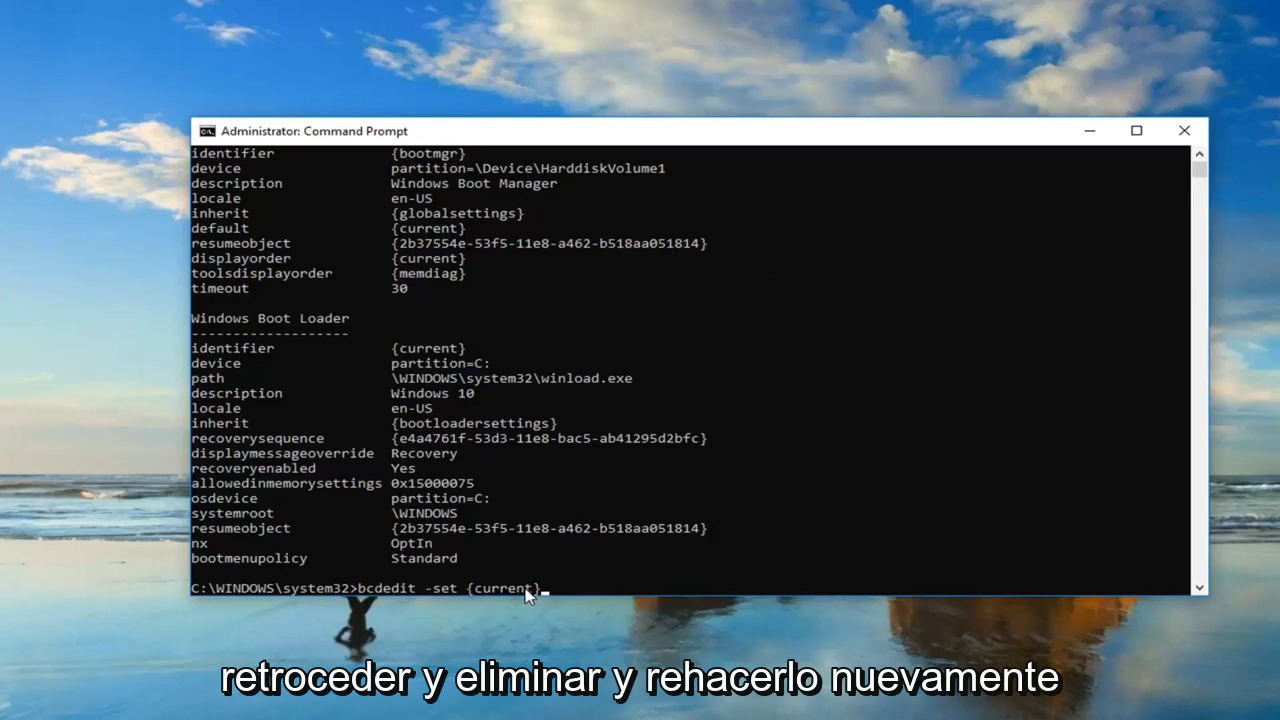 Administrator: Command Prompt
identifier {bootmgr}
device partition=\Device\HarddiskVolume1
description Windows Boot Manager
locale en-US
inherit {globalsettings}
default {current}
resumeobject {2b37554e-53f5-11e8-a462-b518aa051814}
displayorder {current}
toolsdisplayorder {memdiag}
timeout 30
Windows Boot Loader
-------------------
identifier {current}
device partition=C:
path \WINDOWS\system32\winload.exe
description Windows 10
locale en-US
inherit {bootloadersettings}
recoverysequence {e4a4761f-53d3-11e8-bac5-ab41295d2bfc}
displaymessageoverride Recovery
recoveryenabled Yes
allowedinmemorysettings 0x15000075
osdevice partition=C:
systemroot \WINDOWS
resumeobject {2b37554e-53f5-11e8-a462-b518aa051814}
nx OptIn
bootmenupolicy Standard
C:\WINDOWS\system32>bcdedit -set {current}
retroceder y eliminar y rehacerlo nuevamente